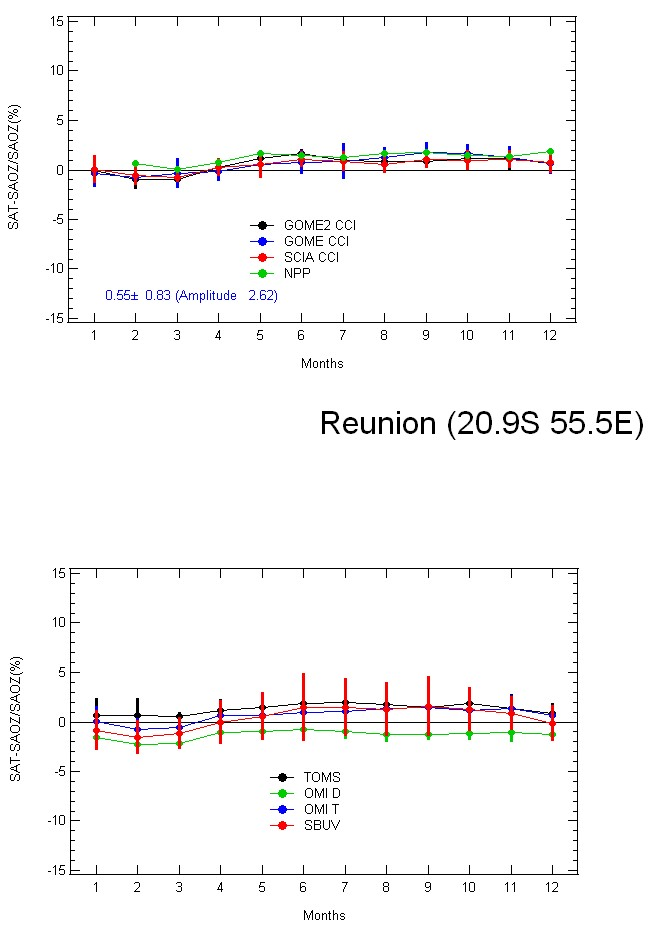 15
10
5
0
-5
-10
-15
SAT-SAOZ/SAOZ(%)
GOME2 CCI
GOME CCI
SCIA CCI
NPP
0.55± 0.83 (Amplitude 2.62)
1 2 3 4 5 6 7 8 9 10 11 12
Months
Reunion (20.9S 55.5E)
15
10
5
0
-5
-10
-15
SAT-SAOZ/SAOZ(%)
TOMS
OMI D
OMI T
SBUV
1 2 3 4 5 6 7 8 9 10 11 12
Months